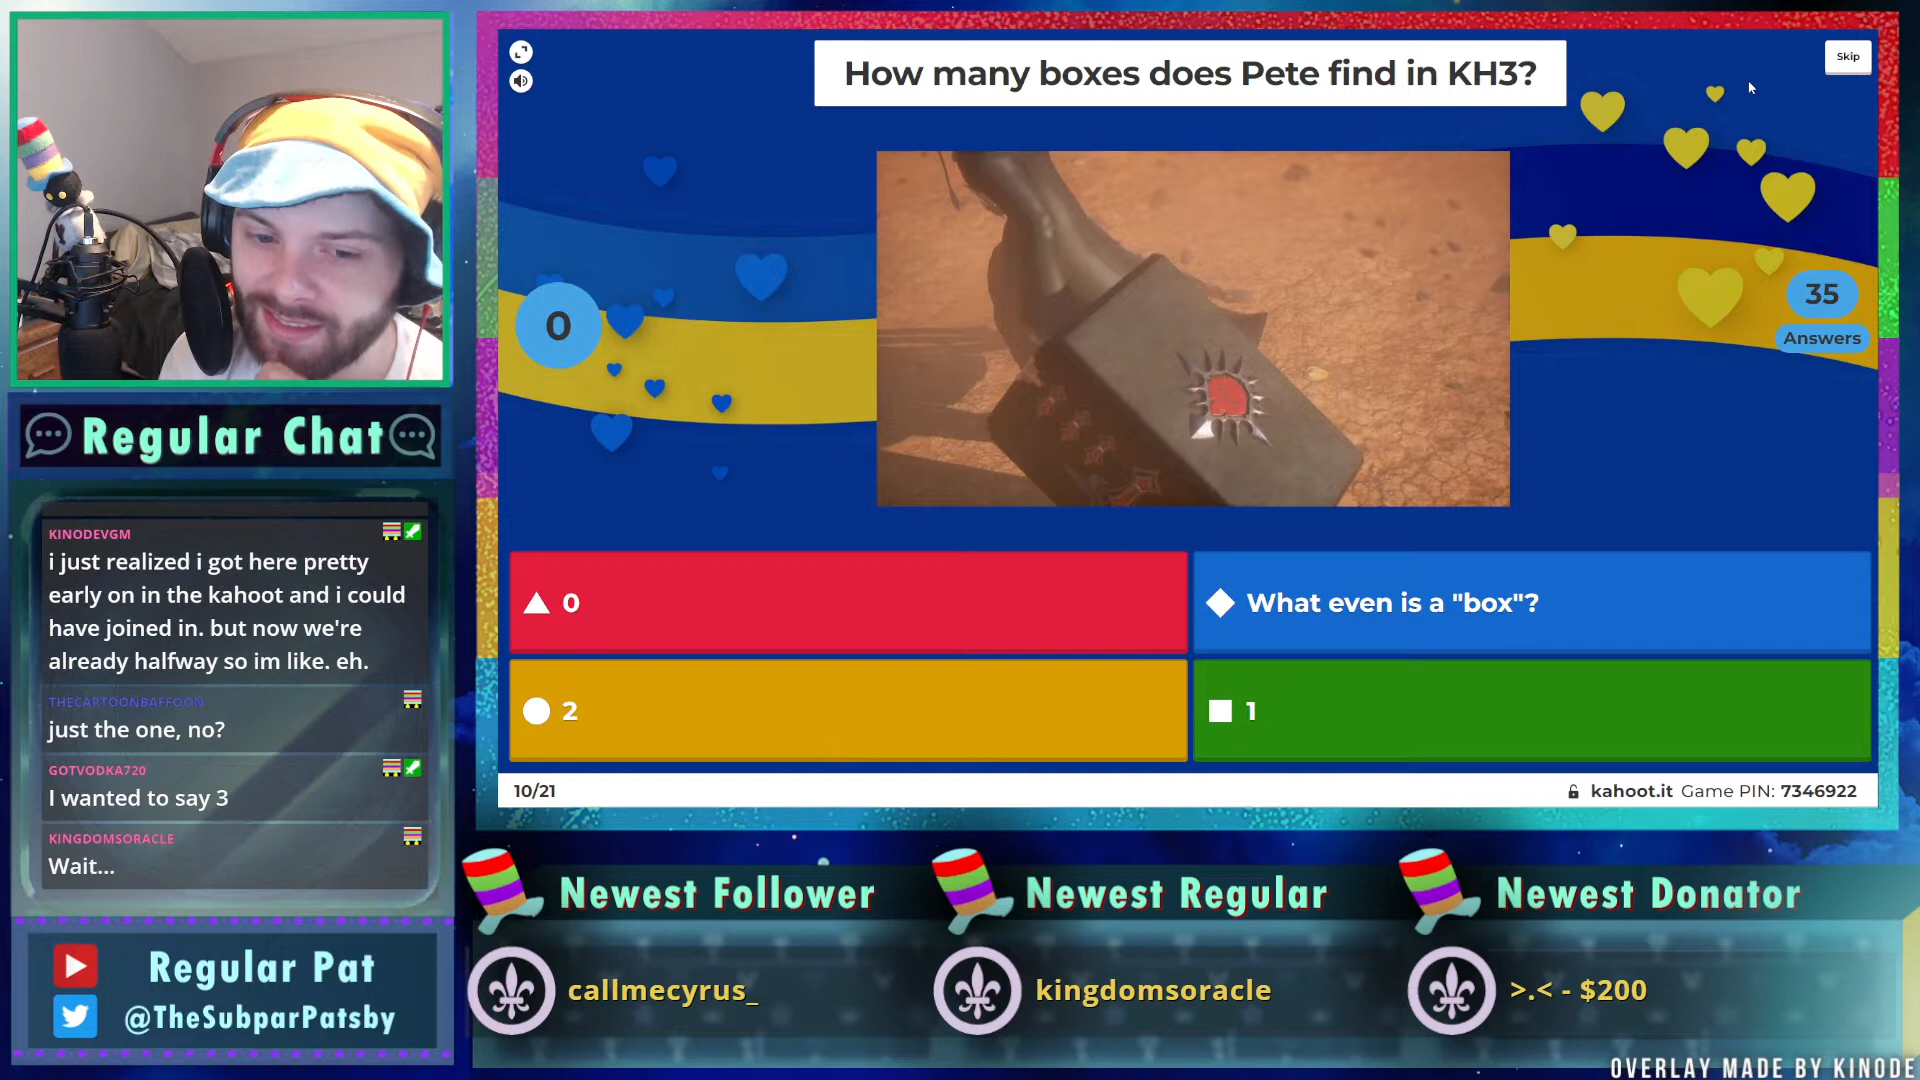 How many boxes does Pete find in KH3?
Skip
0
35
Answers
0
What even is a "box"?
2
1
10/21
kahoot.it Game PIN: 7346922
Regular Chat
KINODEVGM
i just realized i got here pretty
early on in the kahoot and i could
have joined in. but now we're
already halfway so im like. eh.
THECARTOONBAFFOON
just the one, no?
GOTVODKA720
I wanted to say 3
KINGDOMSORACLE
Wait...
Regular Pat
@TheSubparPatsby
Newest Follower
callmecyrus_
Newest Regular
kingdomsoracle
Newest Donator
>.< - $200
OVERLAY MADE BY KINODE